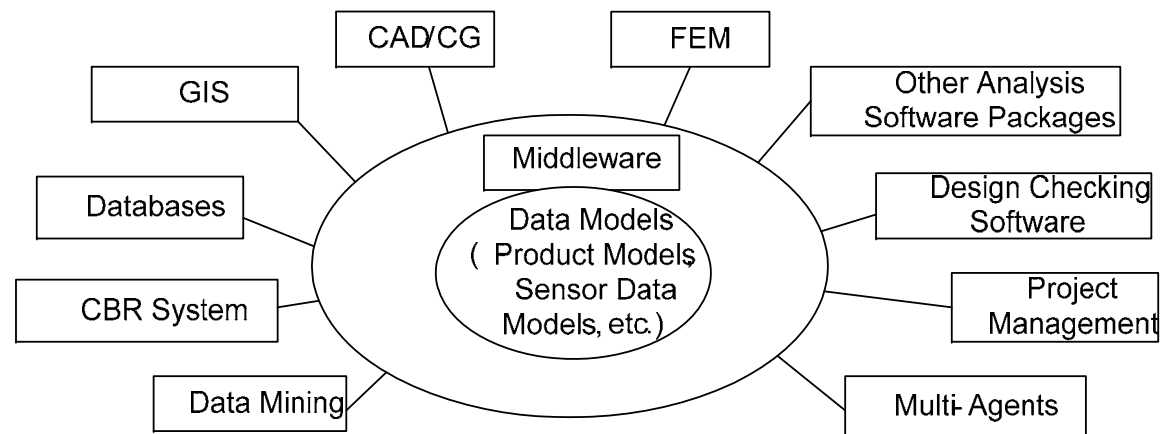 CAD/CG
FEM
GIS
Other Analysis
Software Packages
Middleware
Databases
Data Models
( Product Models,
Sensor Data
Models, etc.)
Design Checking
Software
CBR System
Project
Management
Data Mining
Multi-Agents